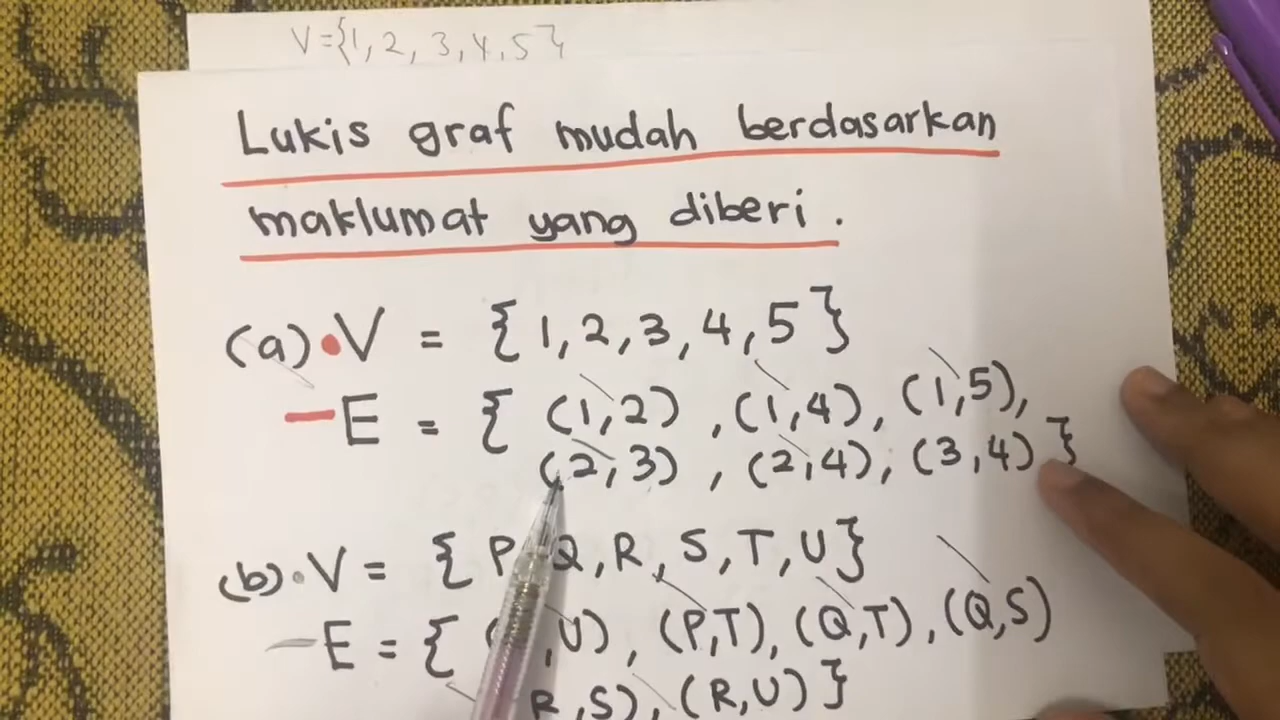 V={1, 2, 3, 4, 5}
Lukis graf mudah berdasarkan
maklumat yang diberi.
(a) • V = {1, 2, 3, 4, 5}
— E = { (1,2), (1,4), (1,5),
(2,3), (2,4), (3,4) }
(b) • V = { P, Q, R, S, T, U}
— E = { ,U), (P,T), (Q,T), (Q,S)
R,S), (R,U) }